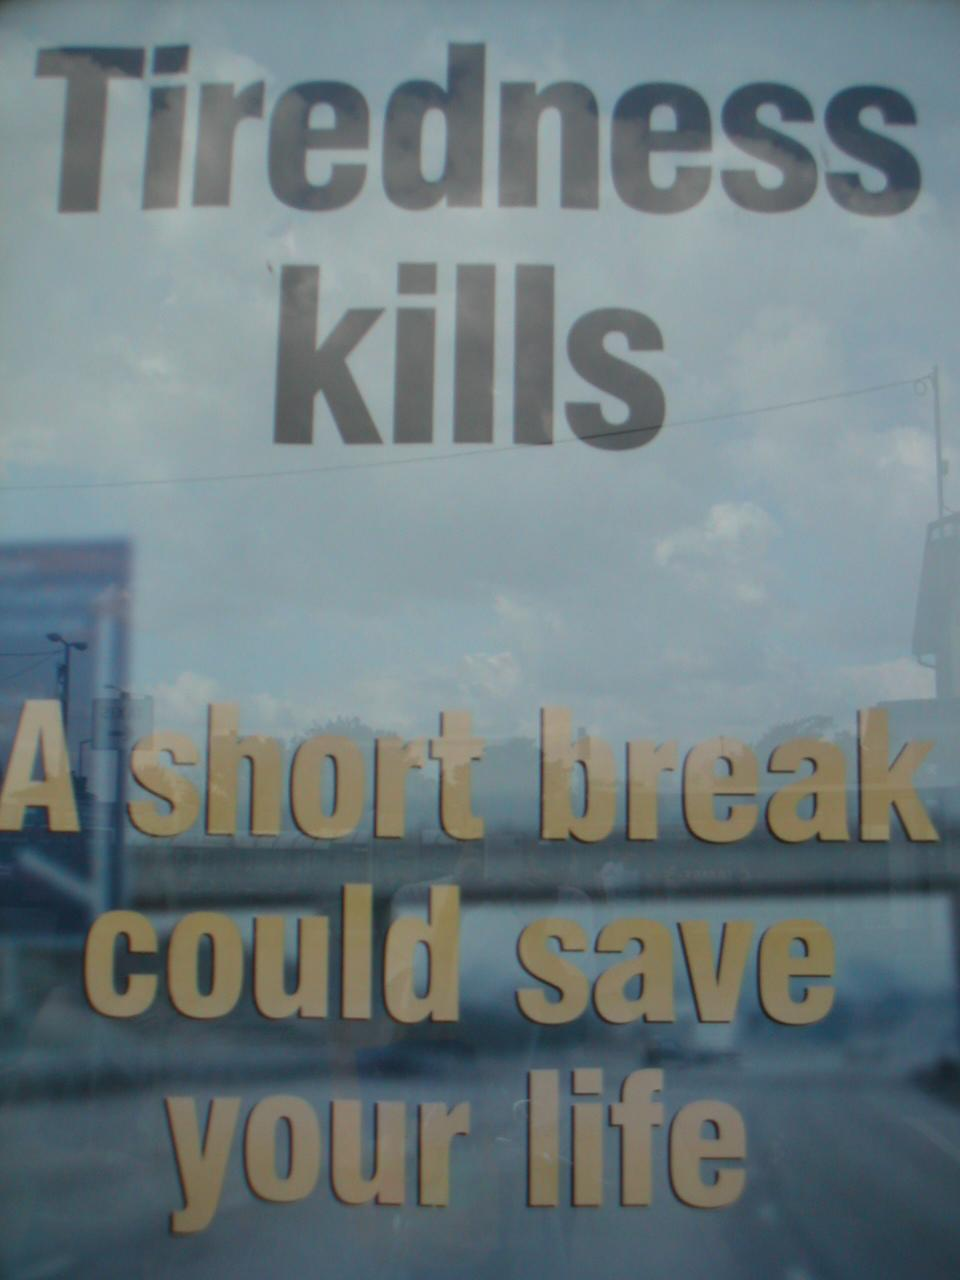 Tiredness
kills
A short break
could save
your life